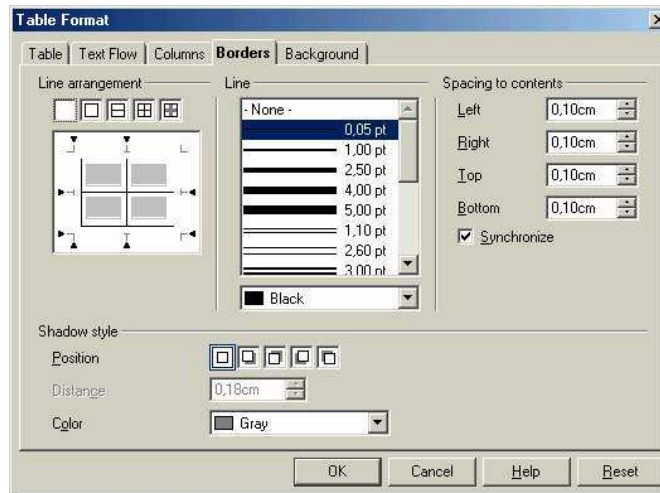 Table Format
Table Text Flow Columns Borders Background
Line arrangement
Line
- None -
0,05 pt
1,00 pt
2,50 pt
4,00 pt
5,00 pt
1,10 pt
2,60 pt
3,00 pt
Black
Spacing to contents
Left 0,10cm
Right 0,10cm
Top 0,10cm
Bottom 0,10cm
Synchronize
Shadow style
Position
Distance 0,18cm
Color Gray
OK Cancel Help Reset